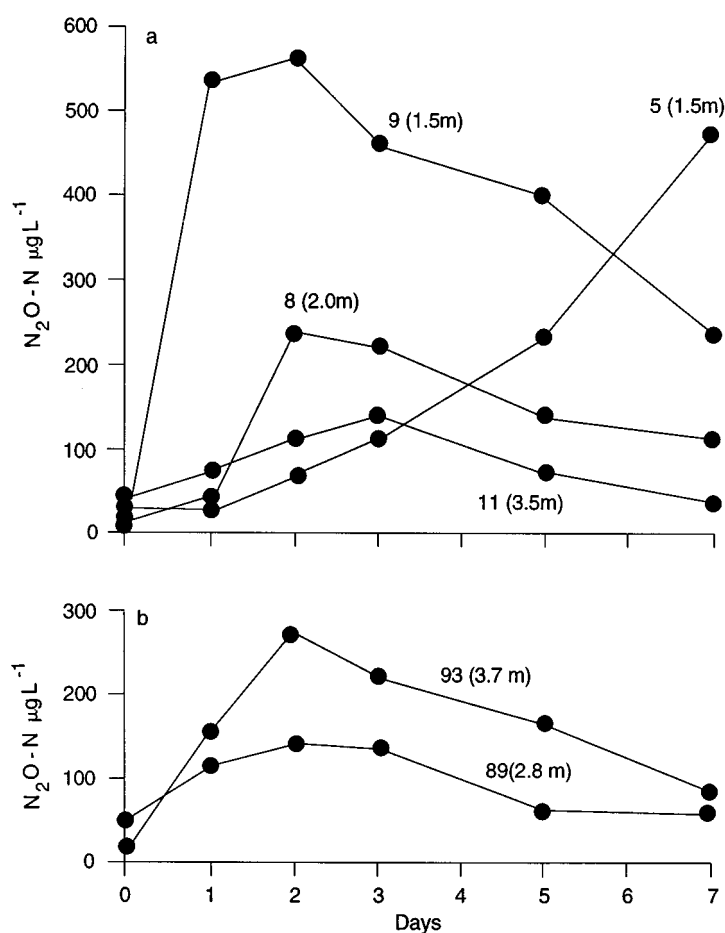 a
600
500
400
300
200
100
0
N₂O-N µgL⁻¹
9 (1.5m)
5 (1.5m)
8 (2.0m)
11 (3.5m)
b
300
200
100
0
N₂O-N µgL⁻¹
93 (3.7 m)
89(2.8 m)
0 1 2 3 4 5 6 7
Days